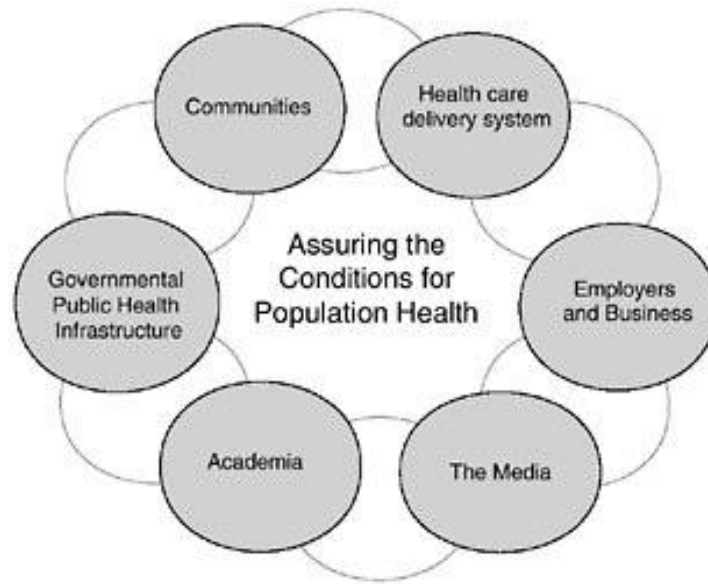 Communities
Health care
delivery system
Assuring the
Conditions for
Population Health
Governmental
Public Health
Infrastructure
Employers
and Business
Academia
The Media